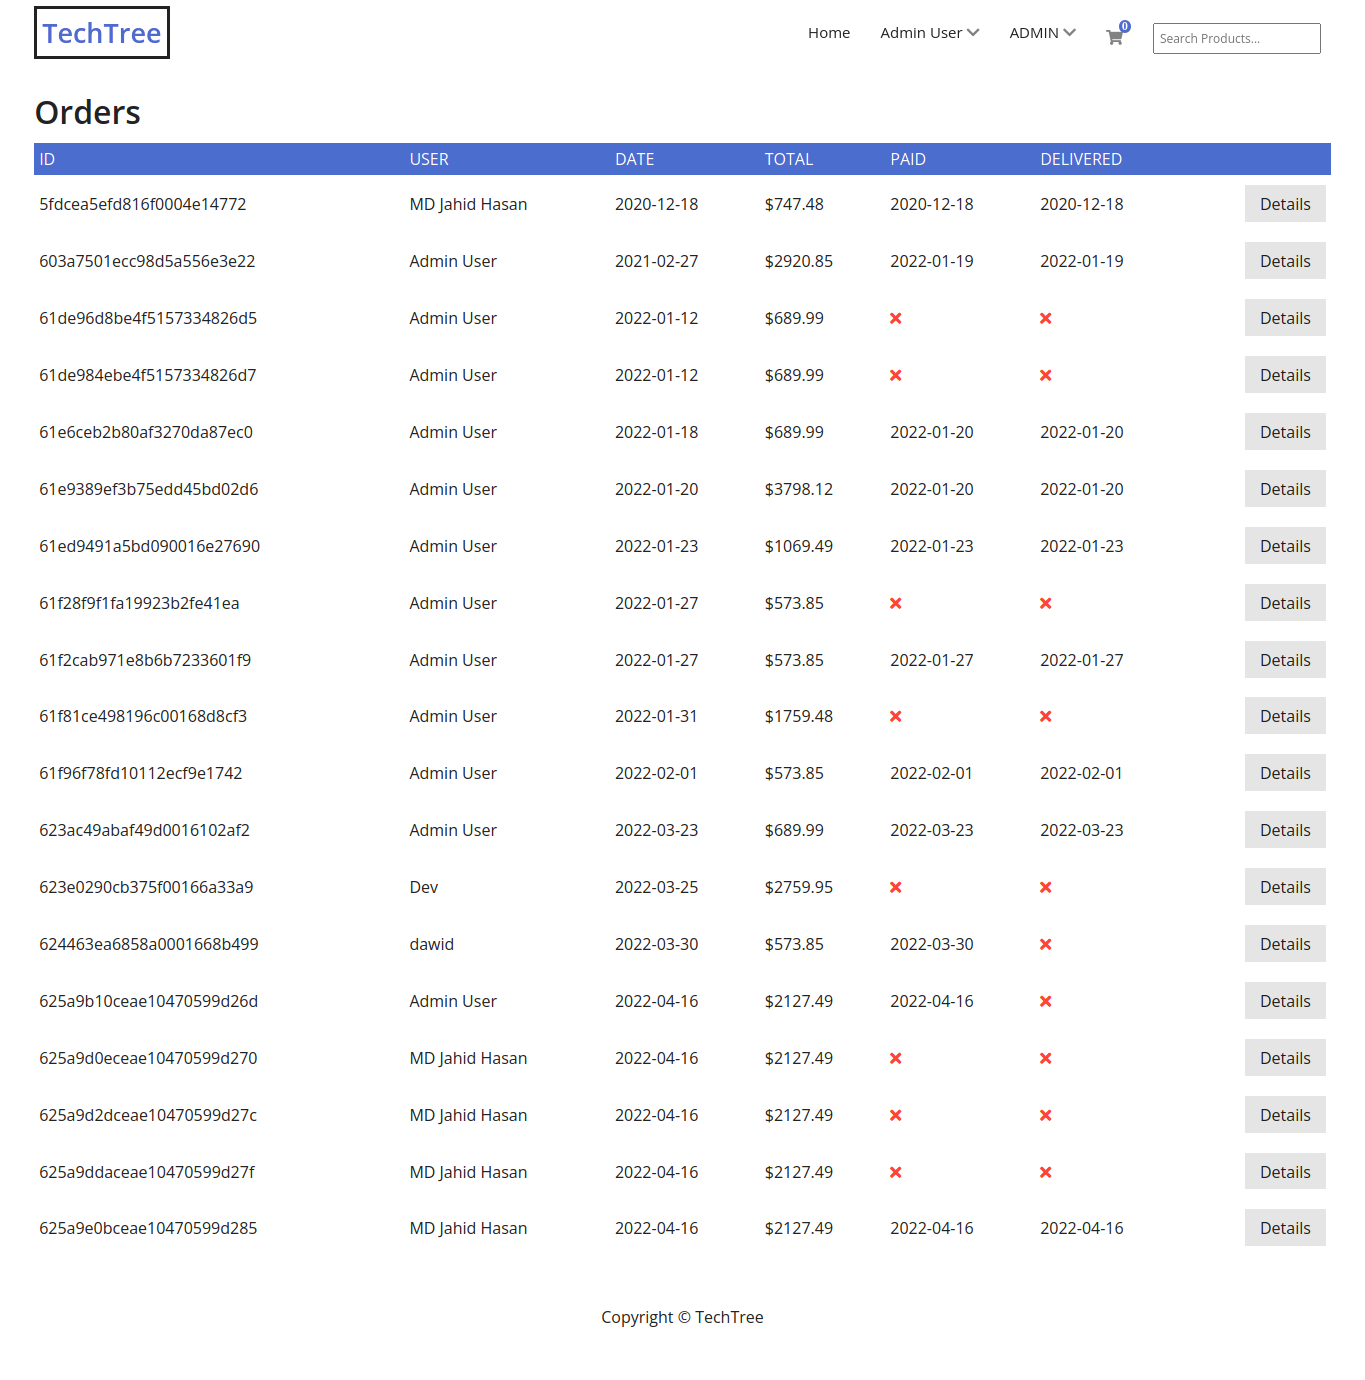 TechTree
Home Admin User ADMIN 0 Search Products...
Orders
ID USER DATE TOTAL PAID DELIVERED
5fdcea5efd816f0004e14772 MD Jahid Hasan 2020-12-18 $747.48 2020-12-18 2020-12-18 Details
603a7501ecc98d5a556e3e22 Admin User 2021-02-27 $2920.85 2022-01-19 2022-01-19 Details
61de96d8be4f5157334826d5 Admin User 2022-01-12 $689.99 Details
61de984ebe4f5157334826d7 Admin User 2022-01-12 $689.99 Details
61e6ceb2b80af3270da87ec0 Admin User 2022-01-18 $689.99 2022-01-20 2022-01-20 Details
61e9389ef3b75edd45bd02d6 Admin User 2022-01-20 $3798.12 2022-01-20 2022-01-20 Details
61ed9491a5bd090016e27690 Admin User 2022-01-23 $1069.49 2022-01-23 2022-01-23 Details
61f28f9f1fa19923b2fe41ea Admin User 2022-01-27 $573.85 Details
61f2cab971e8b6b7233601f9 Admin User 2022-01-27 $573.85 2022-01-27 2022-01-27 Details
61f81ce498196c00168d8cf3 Admin User 2022-01-31 $1759.48 Details
61f96f78fd10112ecf9e1742 Admin User 2022-02-01 $573.85 2022-02-01 2022-02-01 Details
623ac49abaf49d0016102af2 Admin User 2022-03-23 $689.99 2022-03-23 2022-03-23 Details
623e0290cb375f00166a33a9 Dev 2022-03-25 $2759.95 Details
624463ea6858a0001668b499 dawid 2022-03-30 $573.85 2022-03-30 Details
625a9b10ceae10470599d26d Admin User 2022-04-16 $2127.49 2022-04-16 Details
625a9d0eceae10470599d270 MD Jahid Hasan 2022-04-16 $2127.49 Details
625a9d2dceae10470599d27c MD Jahid Hasan 2022-04-16 $2127.49 Details
625a9ddaceae10470599d27f MD Jahid Hasan 2022-04-16 $2127.49 Details
625a9e0bceae10470599d285 MD Jahid Hasan 2022-04-16 $2127.49 2022-04-16 2022-04-16 Details
Copyright © TechTree